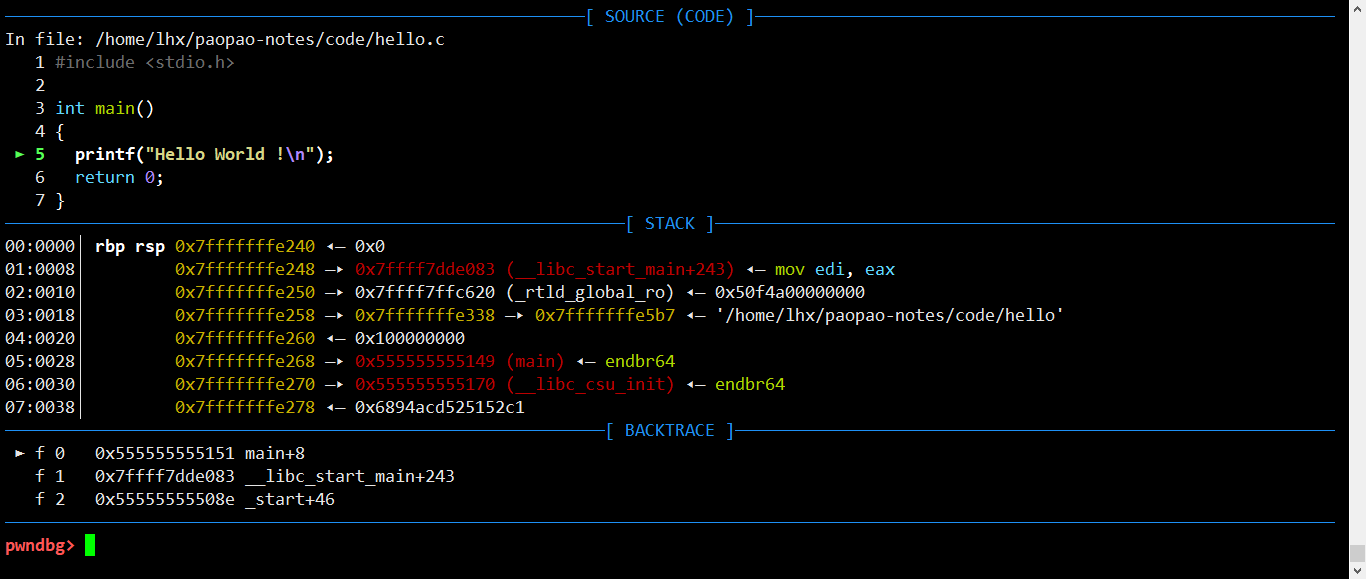 [ SOURCE (CODE) ]
In file: /home/lhx/paopao-notes/code/hello.c
1 #include <stdio.h>
2
3 int main()
4 {
► 5   printf("Hello World !\n");
6   return 0;
7 }
[ STACK ]
00:0000│ rbp rsp 0x7fffffffe240 ◂— 0x0
01:0008│         0x7fffffffe248 —▸ 0x7ffff7dde083 (__libc_start_main+243) ◂— mov edi, eax
02:0010│         0x7fffffffe250 —▸ 0x7ffff7ffc620 (_rtld_global_ro) ◂— 0x50f4a00000000
03:0018│         0x7fffffffe258 —▸ 0x7fffffffe338 —▸ 0x7fffffffe5b7 ◂— '/home/lhx/paopao-notes/code/hello'
04:0020│         0x7fffffffe260 ◂— 0x100000000
05:0028│         0x7fffffffe268 —▸ 0x555555555149 (main) ◂— endbr64
06:0030│         0x7fffffffe270 —▸ 0x555555555170 (__libc_csu_init) ◂— endbr64
07:0038│         0x7fffffffe278 ◂— 0x6894acd525152c1
[ BACKTRACE ]
► f 0   0x555555555151 main+8
f 1   0x7ffff7dde083 __libc_start_main+243
f 2   0x55555555508e _start+46
pwndbg>